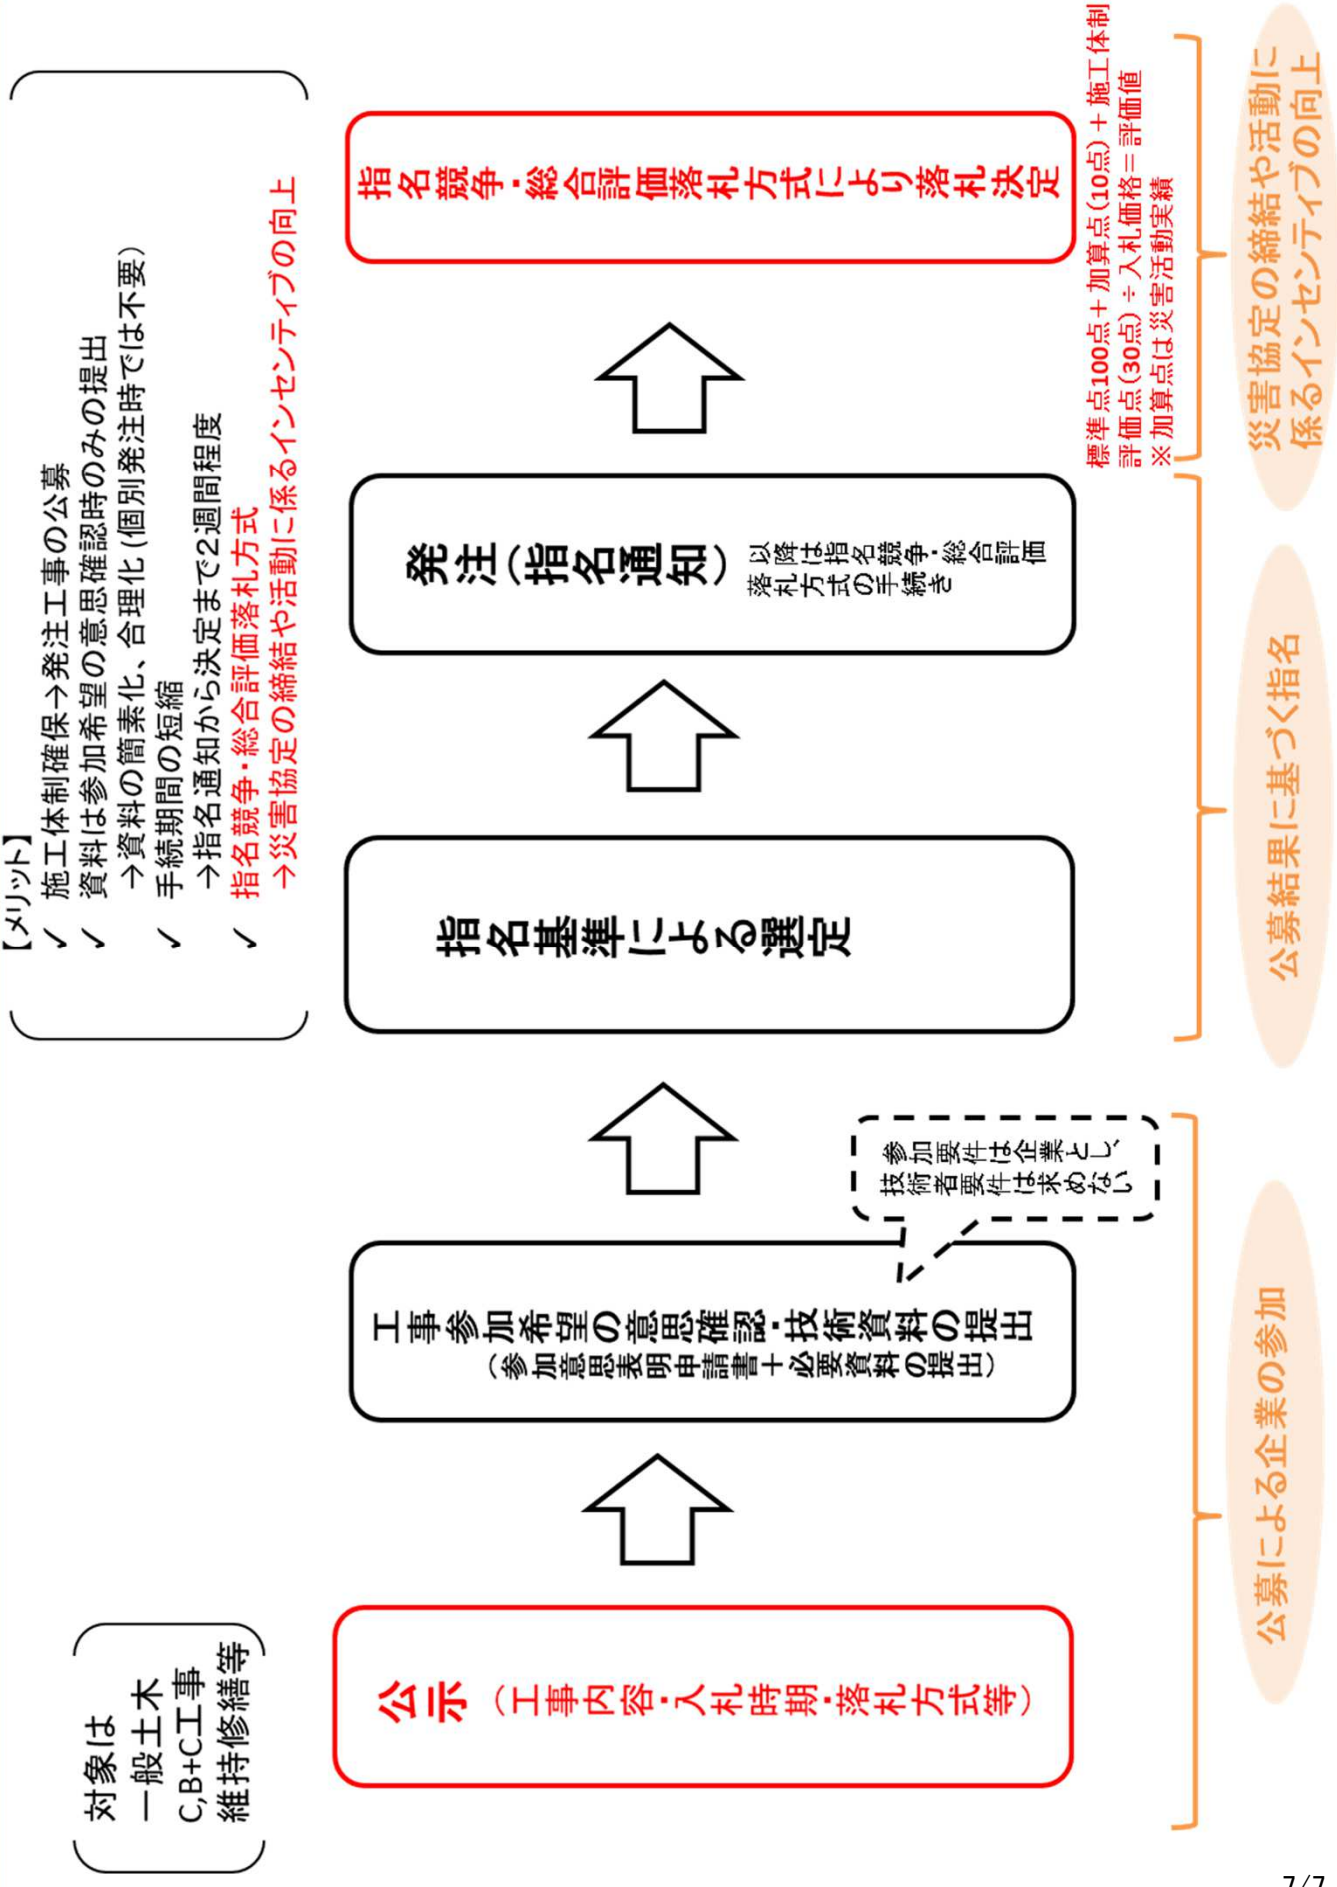 対象は
一般土木
C,B+C工事
維持修繕等
【メリット】
✓ 施工体制確保→発注工事の公募
✓ 資料は参加希望の意思確認時のみの提出
→資料の簡素化、合理化(個別発注時では不要)
✓ 手続期間の短縮
→指名通知から決定まで2週間程度
✓ 指名競争・総合評価落札方式
→災害協定の締結や活動に係るインセンティブの向上
公示 (工事内容・入札時期・落札方式等)
工事参加希望の意思確認・技術資料の提出
(参加意思表明申請書+必要資料の提出)
参加要件は企業とし、
技術者要件は求めない
指名基準による選定
発注(指名通知)
以降は指名競争・総合評価
落札方式の手続き
指名競争・総合評価落札方式により落札決定
標準点100点+加算点(10点)+施工体制
評価点(30点)÷入札価格=評価値
※加算点は災害活動実績
公募による企業の参加
公募結果に基づく指名
災害協定の締結や活動に
係るインセンティブの向上
7/7